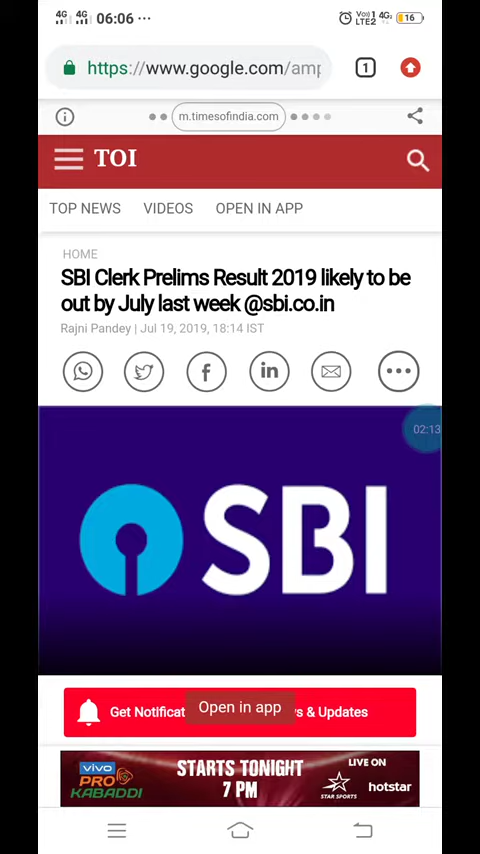 4G 4G 06:06 ··· Vo)) 1 LTE2 4G 16
https://www.google.com/amp 1
m.timesofindia.com
TOI
TOP NEWS VIDEOS OPEN IN APP
HOME
SBI Clerk Prelims Result 2019 likely to be
out by July last week @sbi.co.in
Rajni Pandey | Jul 19, 2019, 18:14 IST
02:13
SBI
Get Notificat Open in app s & Updates
vivo
PRO
KABADDI
STARTS TONIGHT
7 PM
LIVE ON
STAR SPORTS hotstar